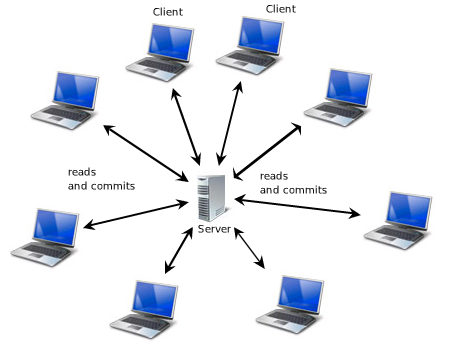 Client
Client
reads
and commits
reads
and commits
Server